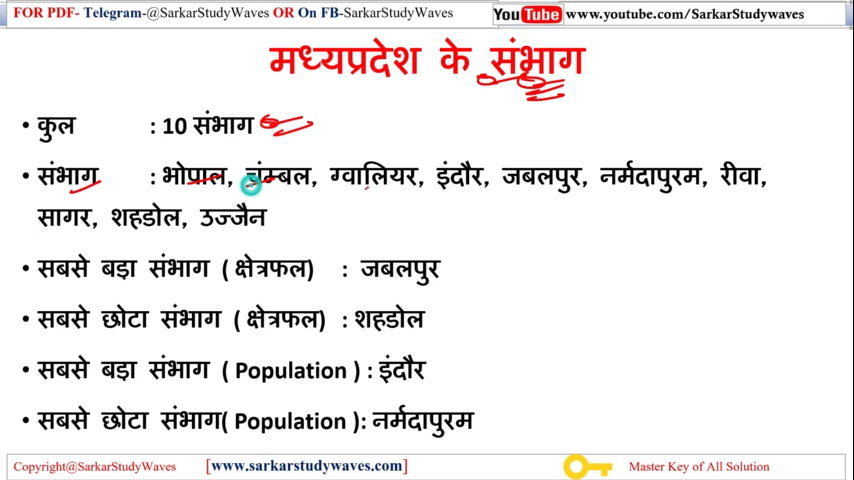 FOR PDF- Telegram-@SarkarStudyWaves OR On FB-SarkarStudyWaves
YouTube www.youtube.com/SarkarStudyWaves
मध्यप्रदेश के संभाग
• कुल : 10 संभाग
• संभाग : भोपाल, चंम्बल, ग्वालियर, इंदौर, जबलपुर, नर्मदापुरम, रीवा,
सागर, शहडोल, उज्जैन
• सबसे बड़ा संभाग ( क्षेत्रफल) : जबलपुर
• सबसे छोटा संभाग ( क्षेत्रफल) : शहडोल
• सबसे बड़ा संभाग ( Population ) : इंदौर
• सबसे छोटा संभाग( Population ): नर्मदापुरम
Copyright@SarkarStudyWaves [www.sarkarstudywaves.com] Master Key of All Solution